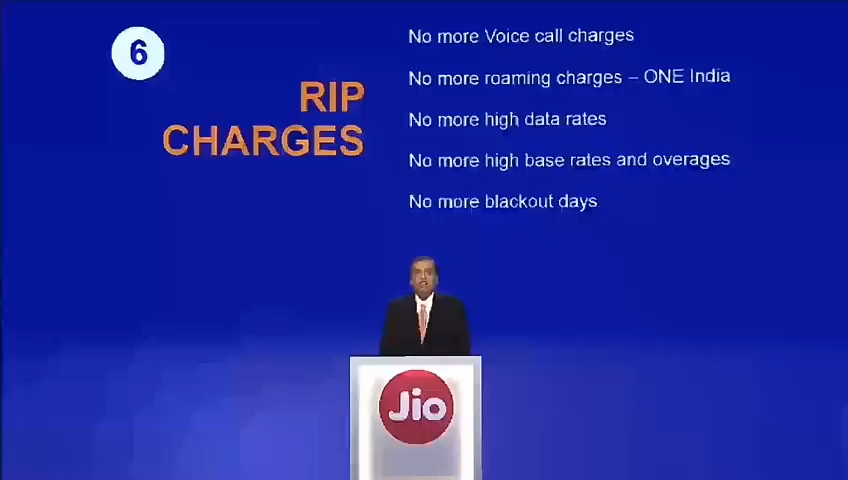 6
RIP
CHARGES
No more Voice call charges
No more roaming charges – ONE India
No more high data rates
No more high base rates and overages
No more blackout days
Jio